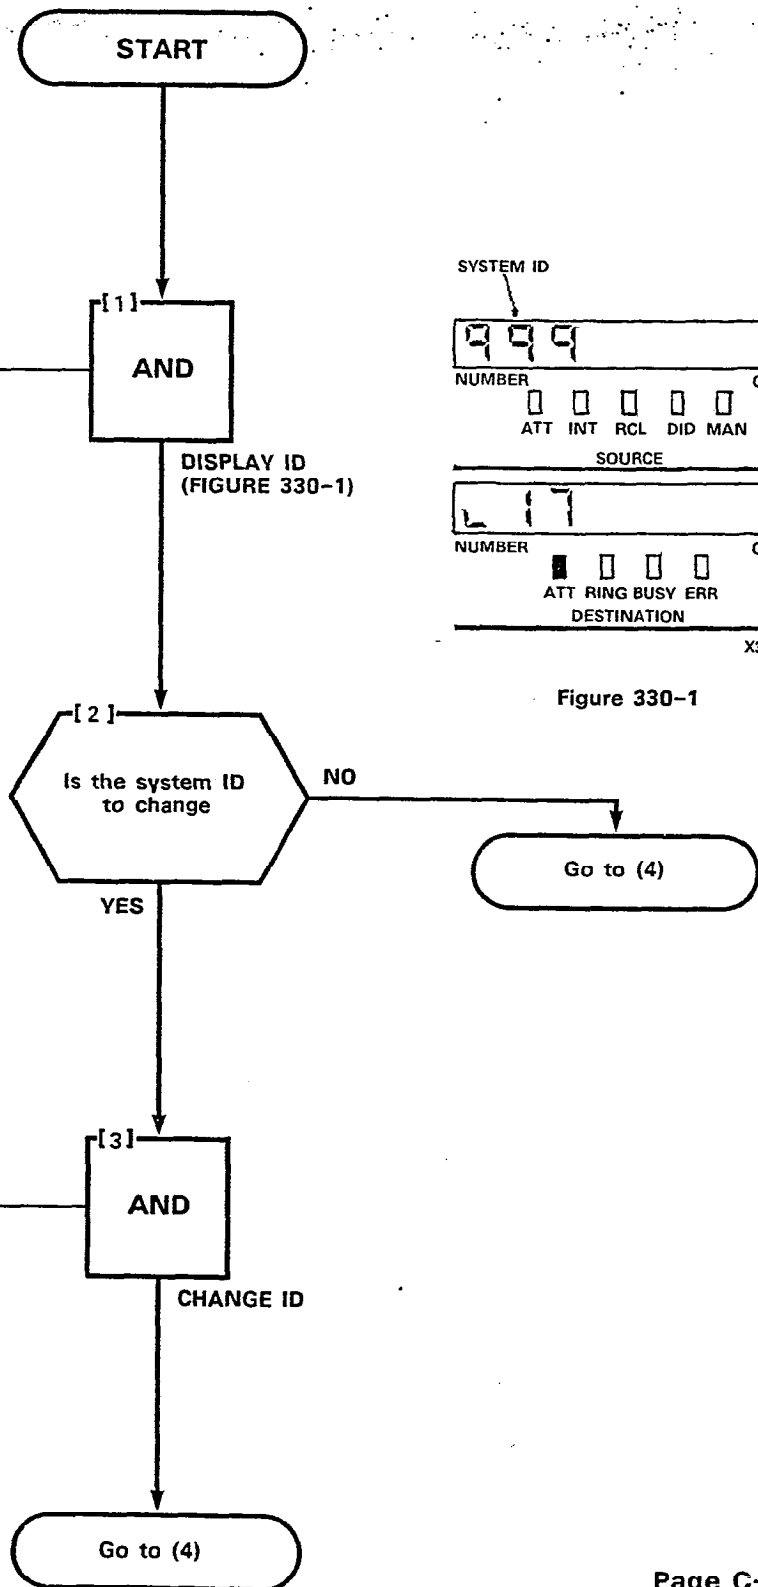 START
[1]
AND
DISPLAY ID
(FIGURE 330-1)
SYSTEM ID
999
NUMBER
ATT INT RCL DID MAN
SOURCE
L 17
NUMBER
ATT RING BUSY ERR
DESTINATION
Figure 330-1
[2]
Is the system ID
to change
NO
Go to (4)
YES
[3]
AND
CHANGE ID
Go to (4)
Page C-